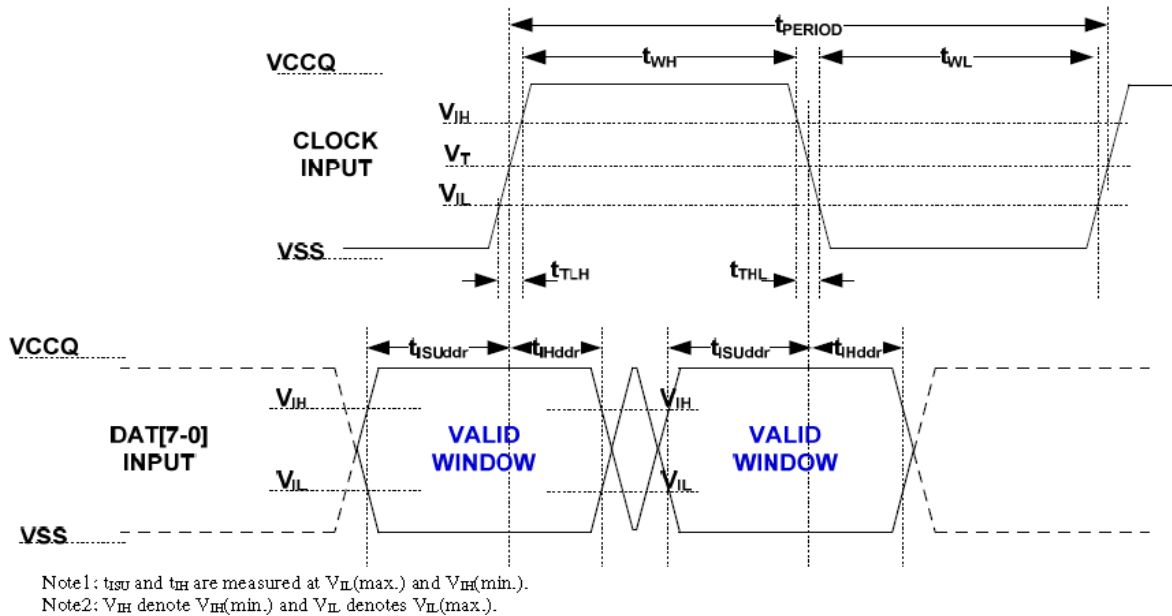 tPERIOD
VCCQ
tWH
tWL
VIH
CLOCK
INPUT
VT
VIL
VSS
tTLH
tTHL
VCCQ
tISUddr
tIHddr
tISUddr
tIHddr
VIH
VIH
DAT[7-0]
INPUT
VALID
WINDOW
VALID
WINDOW
VIL
VIL
VSS
Note1: tISU and tIH are measured at VIL(max.) and VIH(min.).
Note2: VIH denote VIH(min.) and VIL denotes VIL(max.).